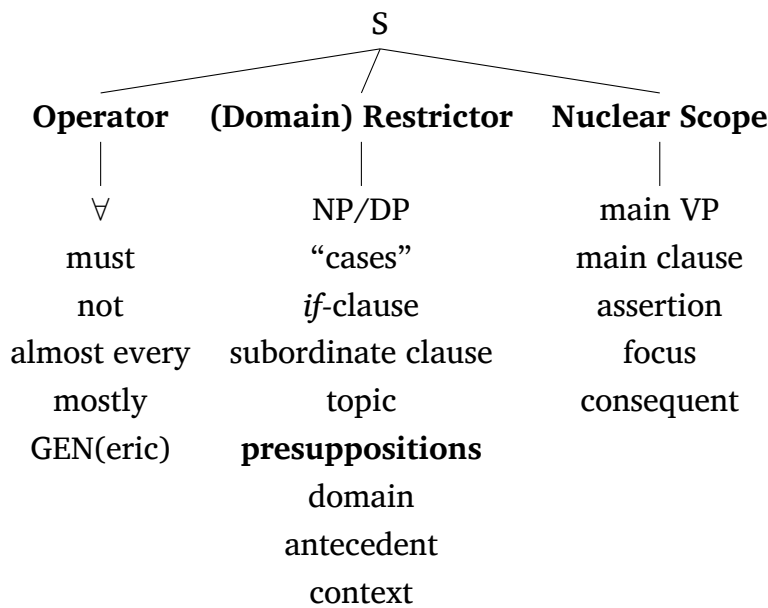 S
Operator (Domain) Restrictor Nuclear Scope
∀ NP/DP main VP
must “cases” main clause
not if-clause assertion
almost every subordinate clause focus
mostly topic consequent
GEN(eric) presuppositions
domain
antecedent
context